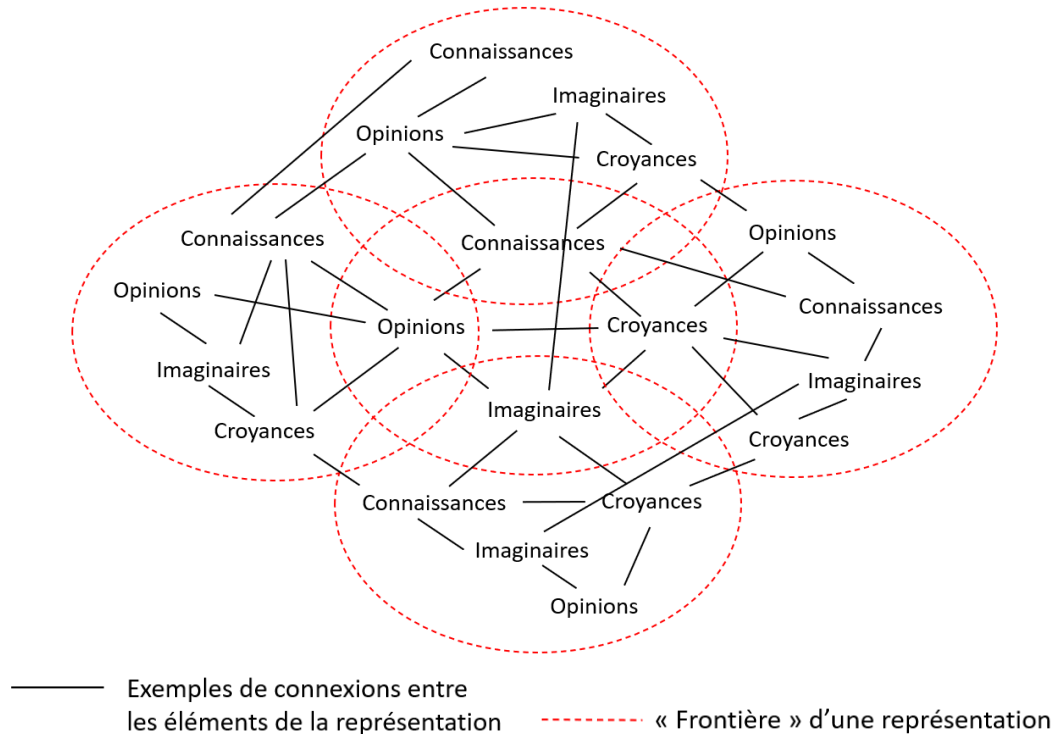 Connaissances
Imaginaires
Opinions
Croyances
Connaissances
Connaissances
Opinions
Opinions
Connaissances
Opinions
Croyances
Imaginaires
Imaginaires
Imaginaires
Croyances
Croyances
Connaissances
Croyances
Imaginaires
Opinions
Exemples de connexions entre
les éléments de la représentation
« Frontière » d’une représentation